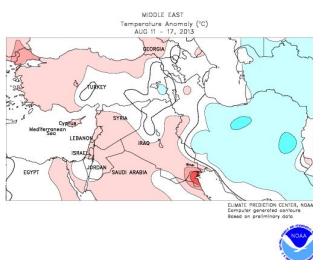 MIDDLE EAST
Temperature Anomaly (°C)
AUG 11 - 17, 2013
GEORGIA
TURKEY
Cyprus
Mediterranean
Sea
SYRIA
LEBANON
IRAQ
ISRAEL
JORDAN
EGYPT
SAUDI ARABIA
CLIMATE PREDICTION CENTER, NOAA
Computer generated contours
Based on preliminary data
NOAA